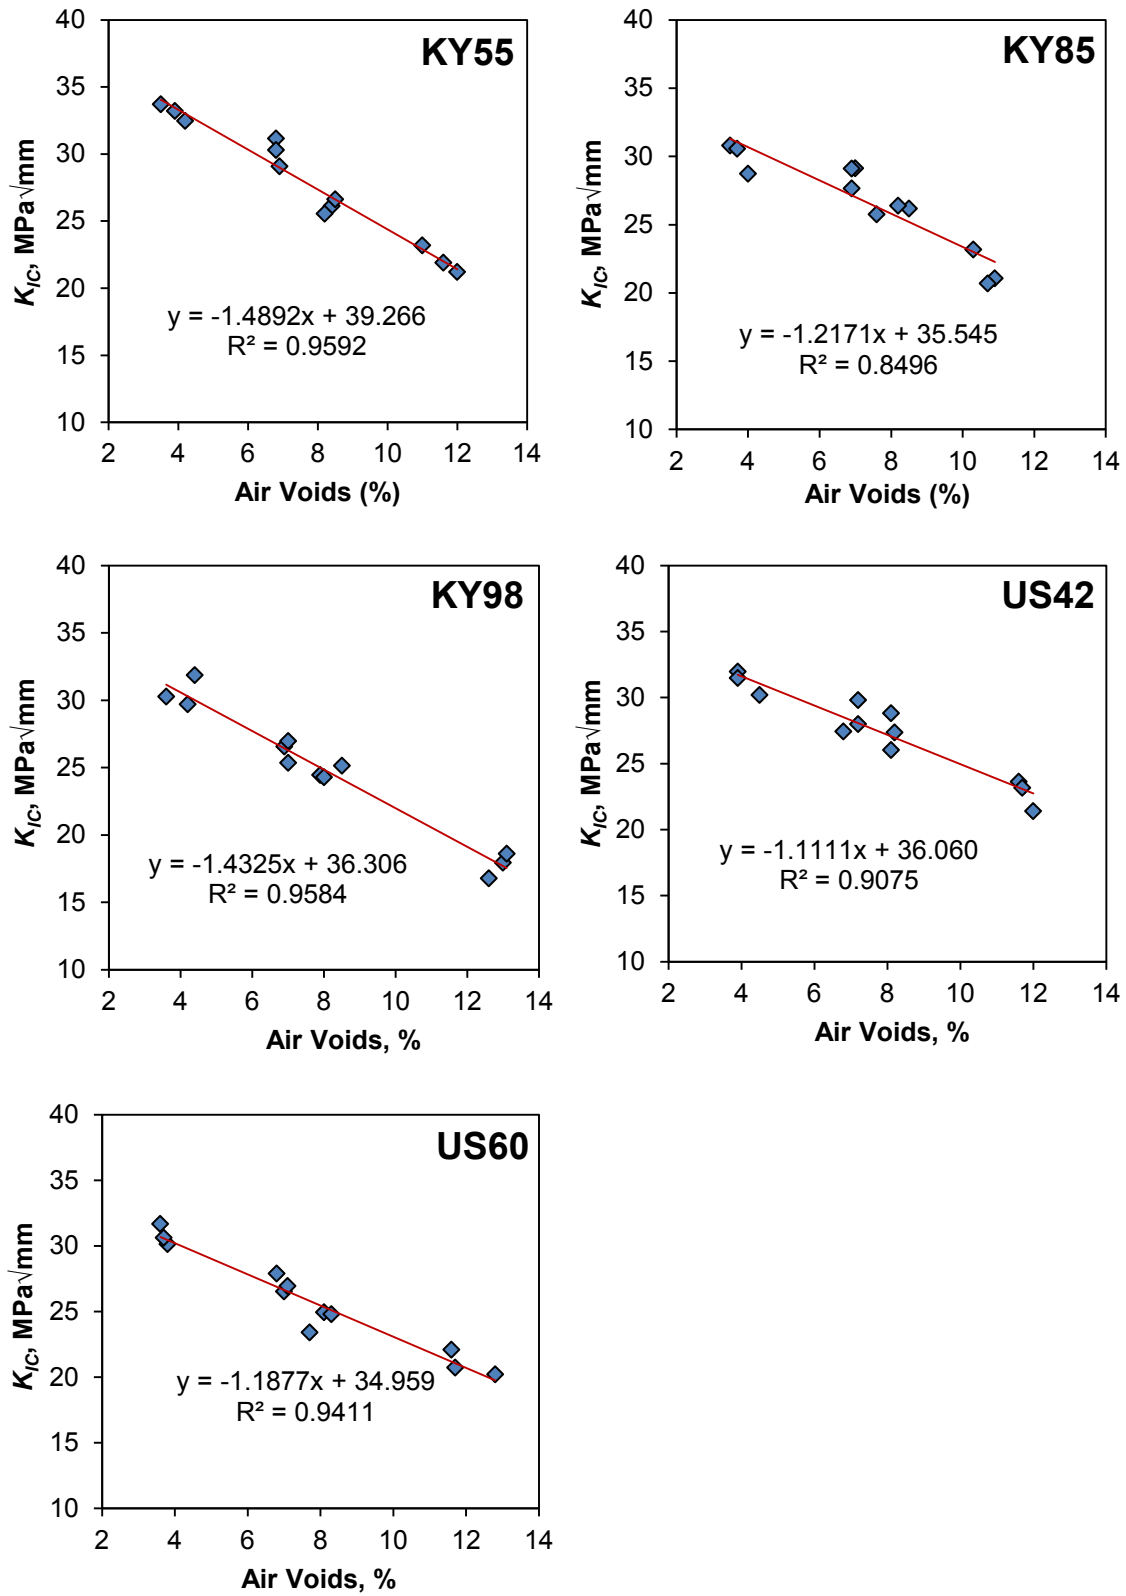 KY55
40
35
30
25
20
15
10
K_IC, MPa√mm
y = -1.4892x + 39.266
R² = 0.9592
2 4 6 8 10 12 14
Air Voids (%)
KY85
40
35
30
25
20
15
10
K_IC, MPa√mm
y = -1.2171x + 35.545
R² = 0.8496
2 4 6 8 10 12 14
Air Voids (%)
KY98
40
35
30
25
20
15
10
K_IC, MPa√mm
y = -1.4325x + 36.306
R² = 0.9584
2 4 6 8 10 12 14
Air Voids, %
US42
40
35
30
25
20
15
10
K_IC, MPa√mm
y = -1.1111x + 36.060
R² = 0.9075
2 4 6 8 10 12 14
Air Voids, %
US60
40
35
30
25
20
15
10
K_IC, MPa√mm
y = -1.1877x + 34.959
R² = 0.9411
2 4 6 8 10 12 14
Air Voids, %